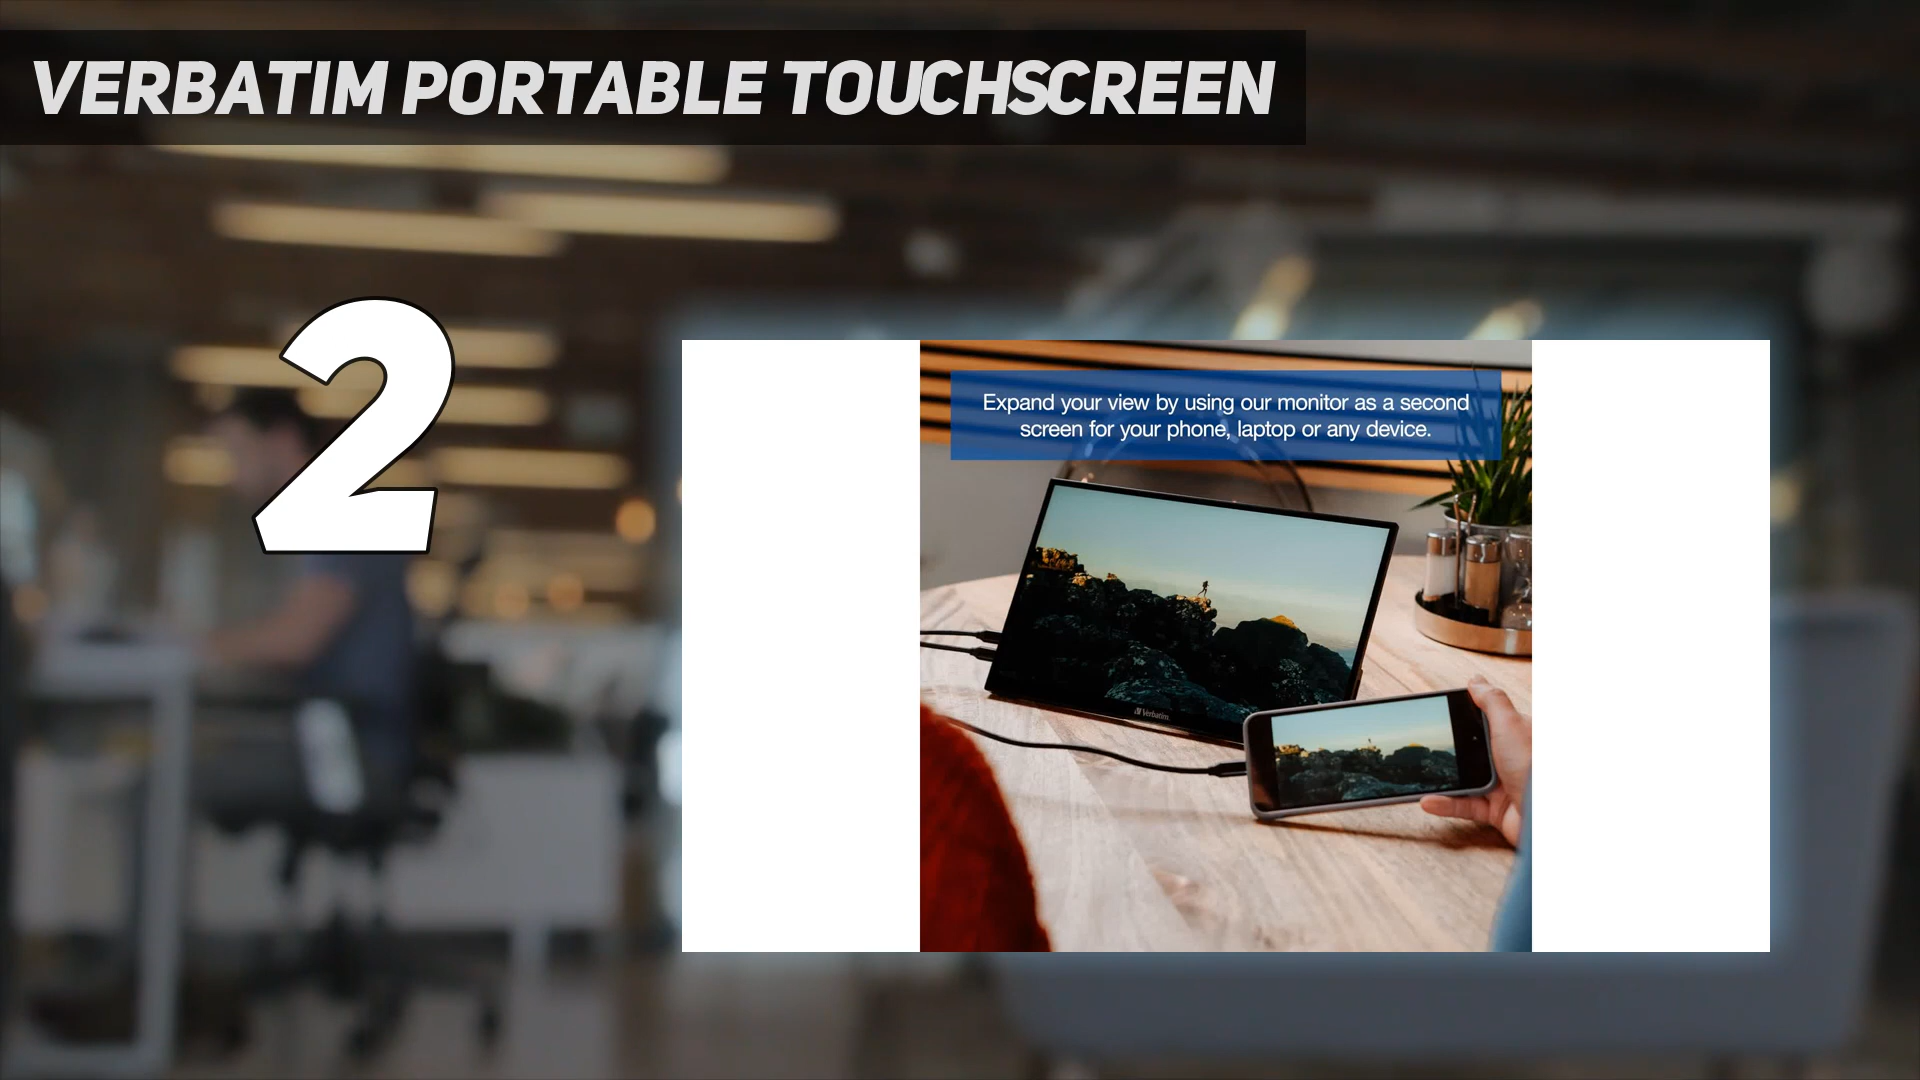 VERBATIM PORTABLE TOUCHSCREEN
2
Expand your view by using our monitor as a second
screen for your phone, laptop or any device.
Verbatim